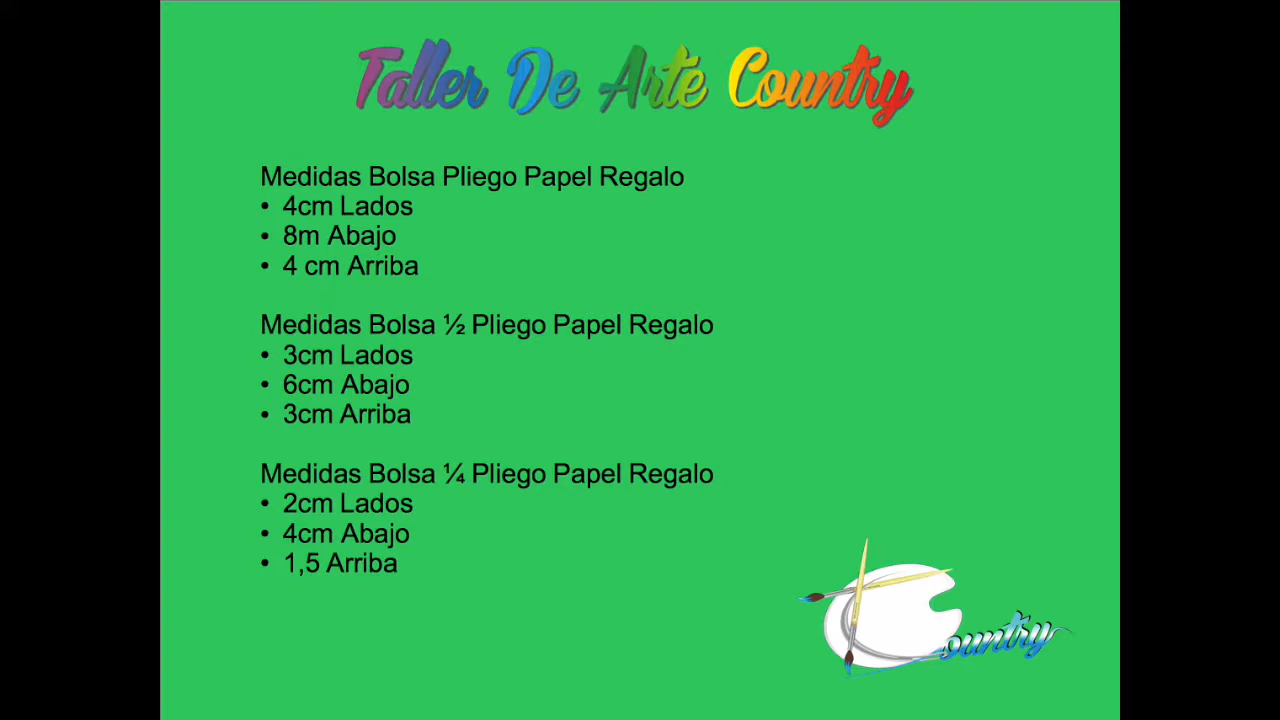 Taller De Arte Country
Medidas Bolsa Pliego Papel Regalo
• 4cm Lados
• 8m Abajo
• 4 cm Arriba
Medidas Bolsa ½ Pliego Papel Regalo
• 3cm Lados
• 6cm Abajo
• 3cm Arriba
Medidas Bolsa ¼ Pliego Papel Regalo
• 2cm Lados
• 4cm Abajo
• 1,5 Arriba
Country